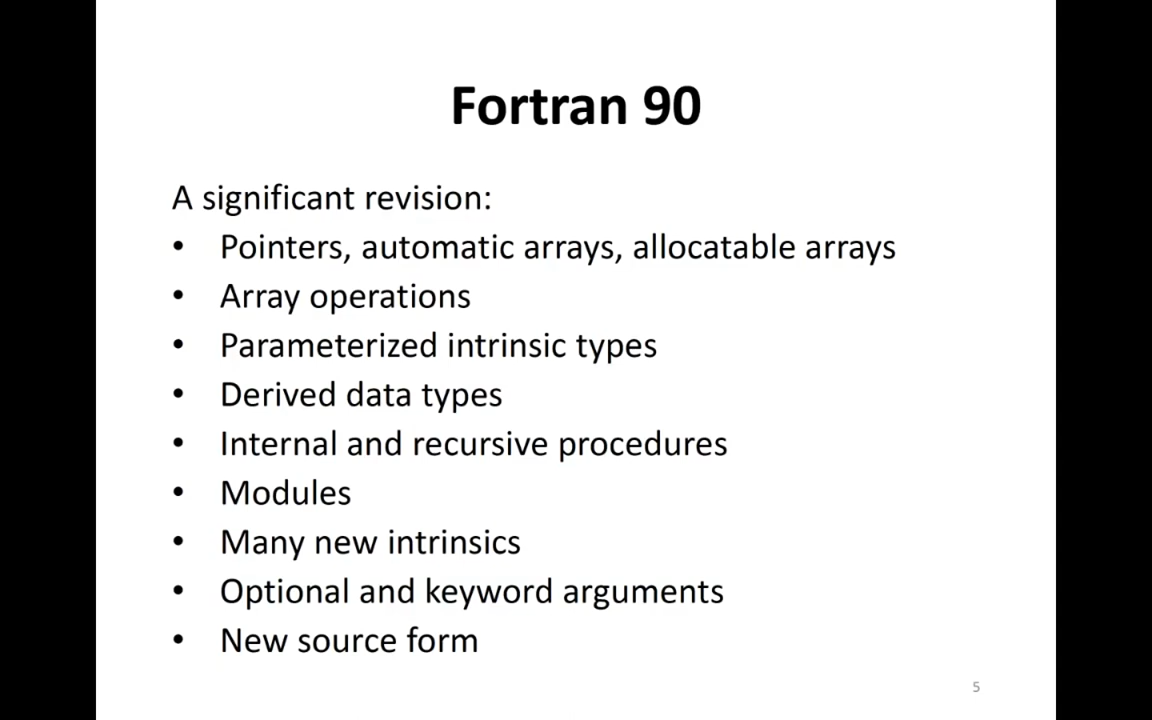 Fortran 90
A significant revision:
• Pointers, automatic arrays, allocatable arrays
• Array operations
• Parameterized intrinsic types
• Derived data types
• Internal and recursive procedures
• Modules
• Many new intrinsics
• Optional and keyword arguments
• New source form
5